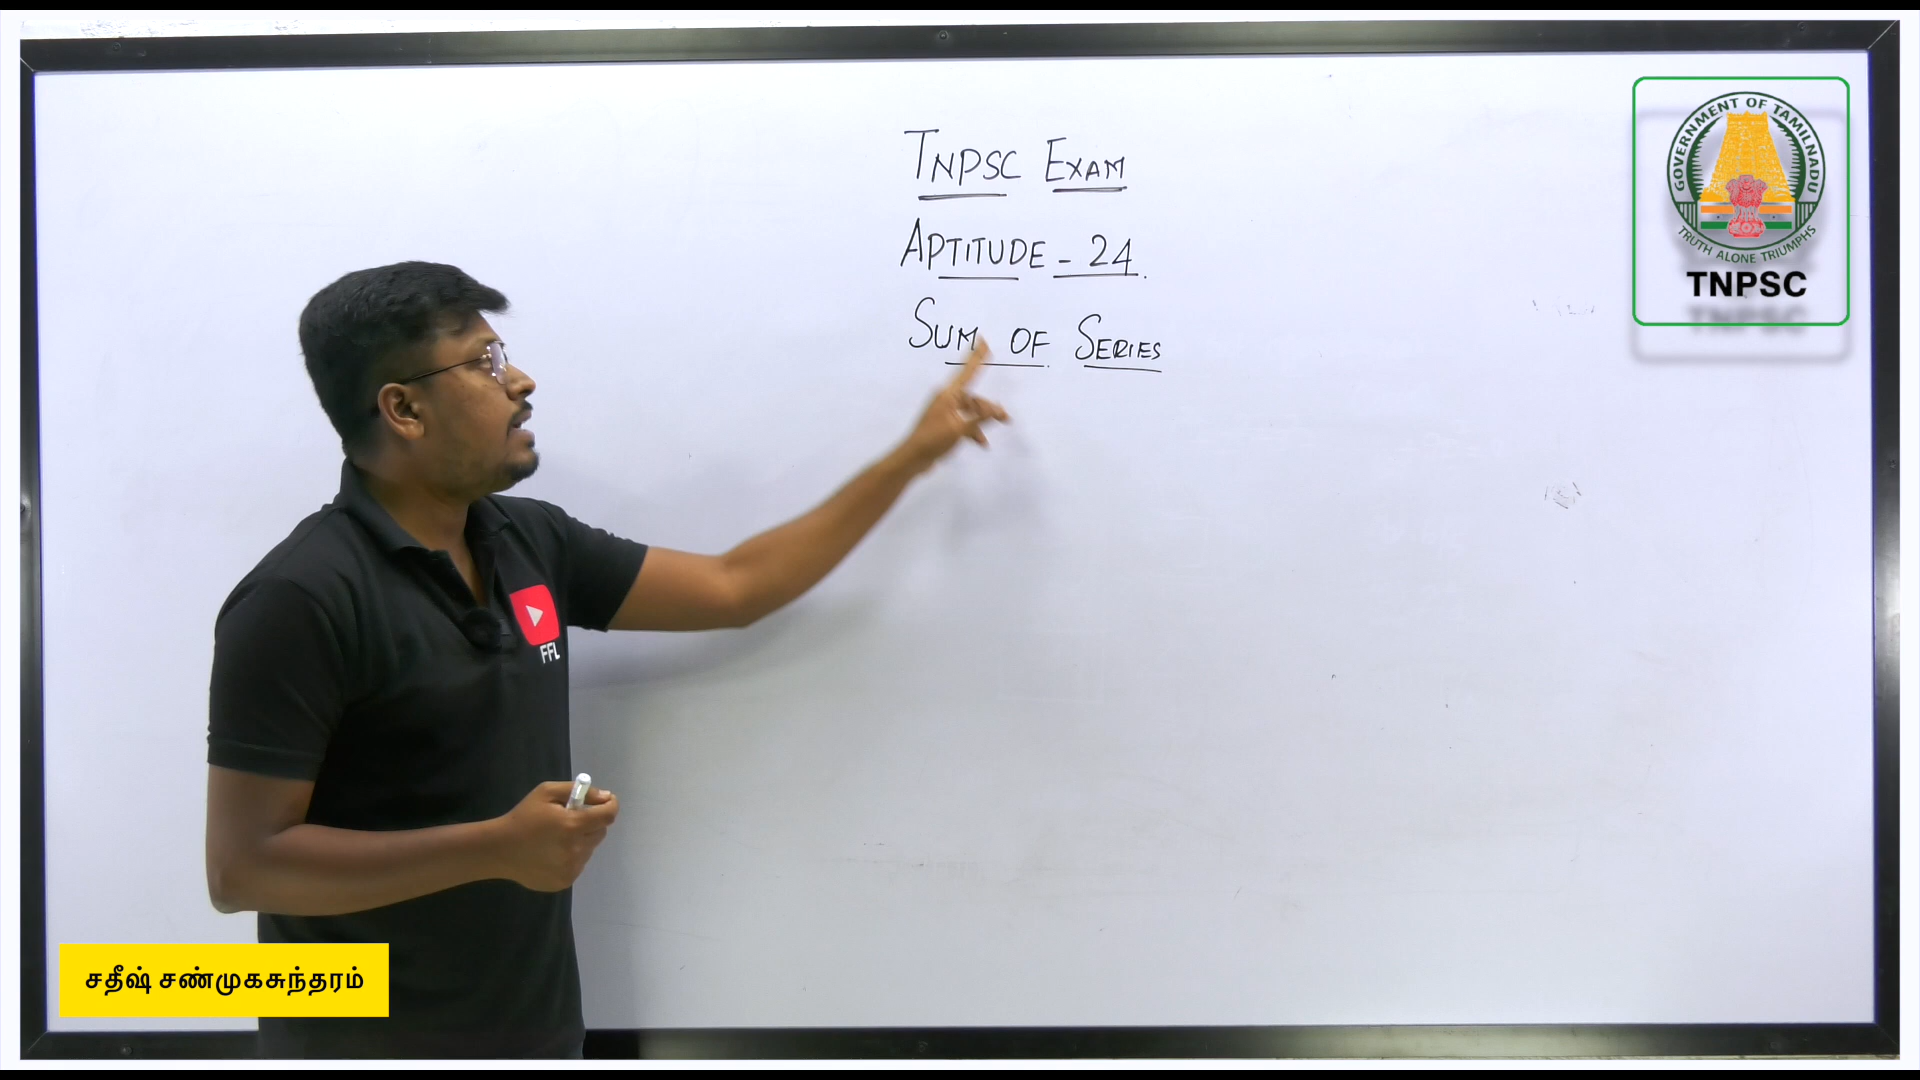 TNPSC EXAM
APTITUDE - 24.
SUM OF SERIES
GOVERNMENT OF TAMILNADU
TRUTH ALONE TRIUMPHS
TNPSC
FFL
சதீஷ் சண்முகசுந்தரம்